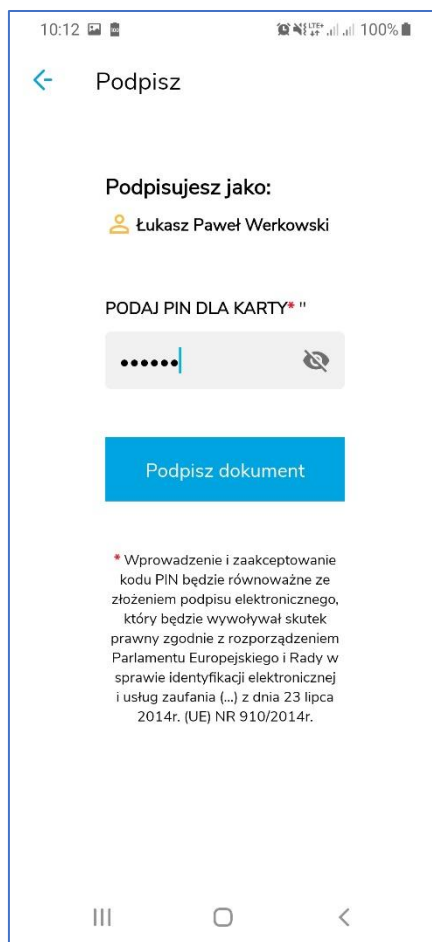 10:12 LTE+ 100%
Podpisz
Podpisujesz jako:
Łukasz Paweł Werkowski
PODAJ PIN DLA KARTY* "
••••••
Podpisz dokument
* Wprowadzenie i zaakceptowanie
kodu PIN będzie równoważne ze
złożeniem podpisu elektronicznego,
który będzie wywoływał skutek
prawny zgodnie z rozporządzeniem
Parlamentu Europejskiego i Rady w
sprawie identyfikacji elektronicznej
i usług zaufania (...) z dnia 23 lipca
2014r. (UE) NR 910/2014r.